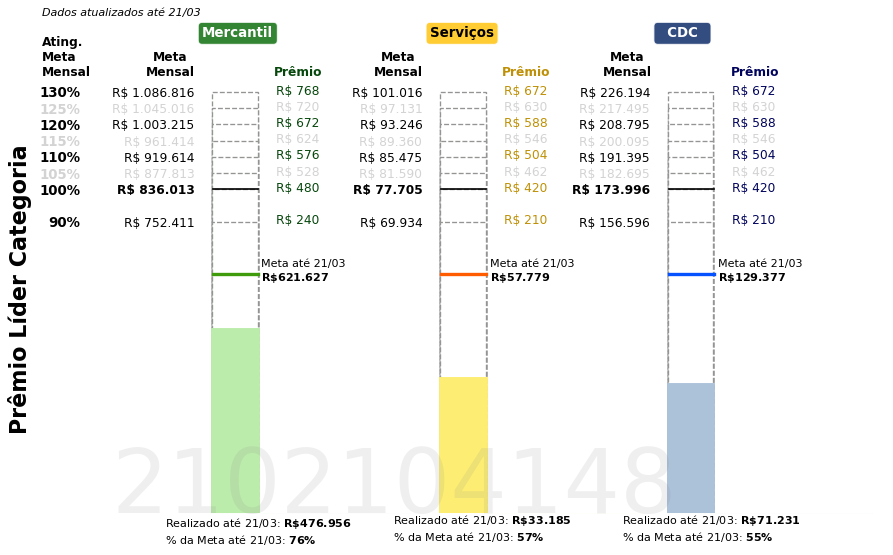 Dados atualizados até 21/03
Mercantil Serviços CDC
Ating. Meta Mensal Meta Mensal Prêmio Meta Mensal Prêmio Meta Mensal Prêmio
130% R$ 1.086.816 R$ 768 R$ 101.016 R$ 672 R$ 226.194 R$ 672
125% R$ 1.045.016 R$ 720 R$ 97.131 R$ 630 R$ 217.495 R$ 630
120% R$ 1.003.215 R$ 672 R$ 93.246 R$ 588 R$ 208.795 R$ 588
115% R$ 961.414 R$ 624 R$ 89.360 R$ 546 R$ 200.095 R$ 546
110% R$ 919.614 R$ 576 R$ 85.475 R$ 504 R$ 191.395 R$ 504
105% R$ 877.813 R$ 528 R$ 81.590 R$ 462 R$ 182.695 R$ 462
100% R$ 836.013 R$ 480 R$ 77.705 R$ 420 R$ 173.996 R$ 420
90% R$ 752.411 R$ 240 R$ 69.934 R$ 210 R$ 156.596 R$ 210
Meta até 21/03 Meta até 21/03 Meta até 21/03
R$621.627 R$57.779 R$129.377
Prêmio Líder Categoria
2102104148
Realizado até 21/03: R$476.956 Realizado até 21/03: R$33.185 Realizado até 21/03: R$71.231
% da Meta até 21/03: 76% % da Meta até 21/03: 57% % da Meta até 21/03: 55%